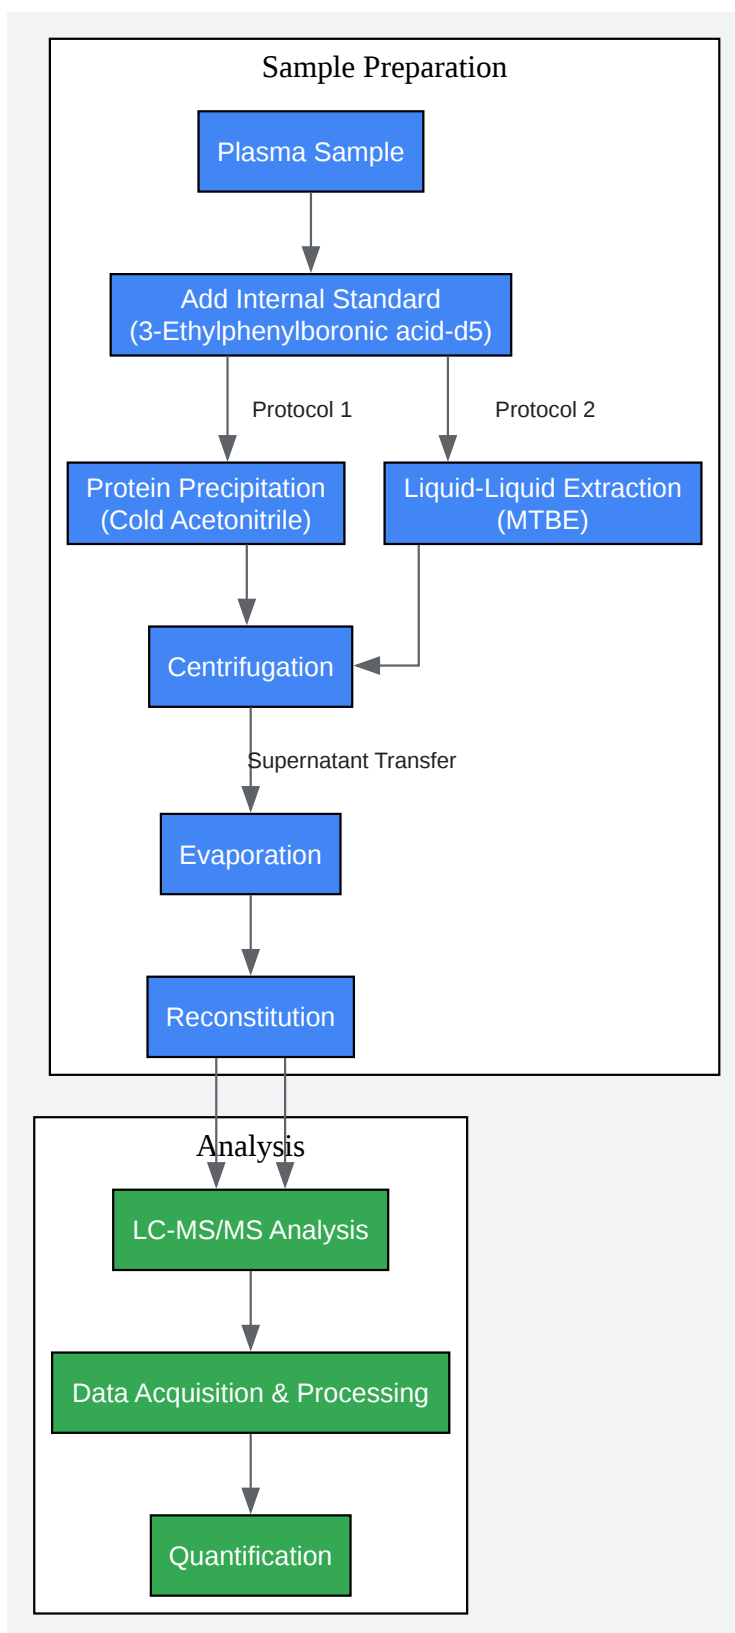 Sample Preparation
Plasma Sample
Add Internal Standard
(3-Ethylphenylboronic acid-d5)
Protocol 1
Protocol 2
Protein Precipitation
(Cold Acetonitrile)
Liquid-Liquid Extraction
(MTBE)
Centrifugation
Supernatant Transfer
Evaporation
Reconstitution
Analysis
LC-MS/MS Analysis
Data Acquisition & Processing
Quantification